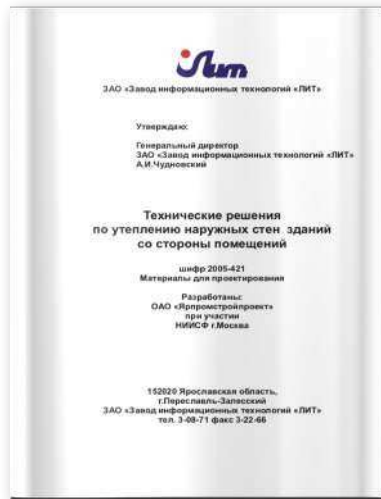 Лит
ЗАО «Завод информационных технологий «ЛИТ»
Утверждаю:
Генеральный директор
ЗАО «Завод информационных технологий «ЛИТ»
А.И.Чудновский
Технические решения
по утеплению наружных стен зданий
со стороны помещений
шифр 2005-421
Материалы для проектирования
Разработаны:
ОАО «Ярпромстройпроект»
при участии
НИИСФ г.Москва
152020 Ярославская область,
г.Переславль-Залесский
ЗАО «Завод информационных технологий «ЛИТ»
тел. 3-08-71 факс 3-22-66